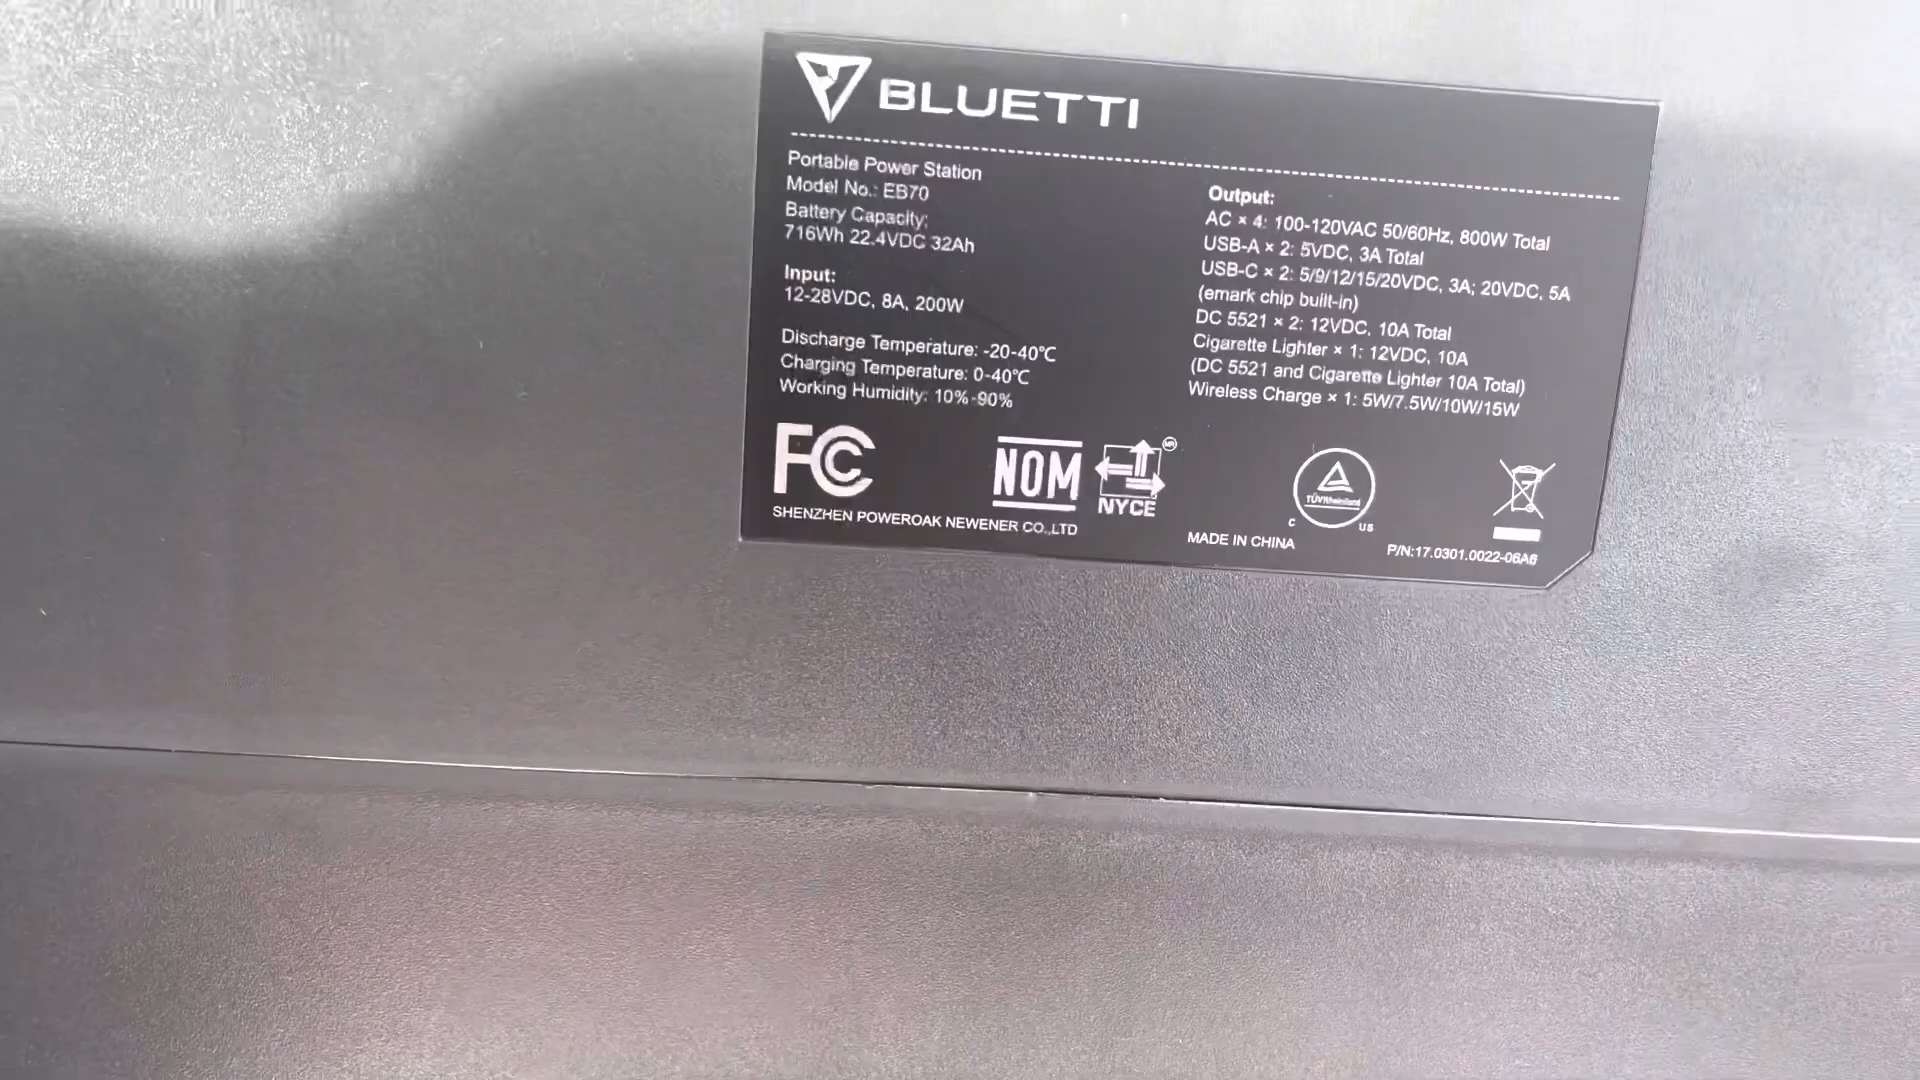 BLUETTI
Portable Power Station
Model No.: EB70
Battery Capacity:
716Wh 22.4VDC 32Ah
Input:
12-28VDC, 8A, 200W
Discharge Temperature: -20-40℃
Charging Temperature: 0-40℃
Working Humidity: 10%-90%
Output:
AC × 4: 100-120VAC 50/60Hz, 800W Total
USB-A × 2: 5VDC, 3A Total
USB-C × 2: 5/9/12/15/20VDC, 3A; 20VDC, 5A
(emark chip built-in)
DC 5521 × 2: 12VDC, 10A Total
Cigarette Lighter × 1: 12VDC, 10A
(DC 5521 and Cigarette Lighter 10A Total)
Wireless Charge × 1: 5W/7.5W/10W/15W
FC
NOM
NYCE
MR
TÜVRheinland
C US
SHENZHEN POWEROAK NEWENER CO.,LTD
MADE IN CHINA
P/N:17.0301.0022-06A6